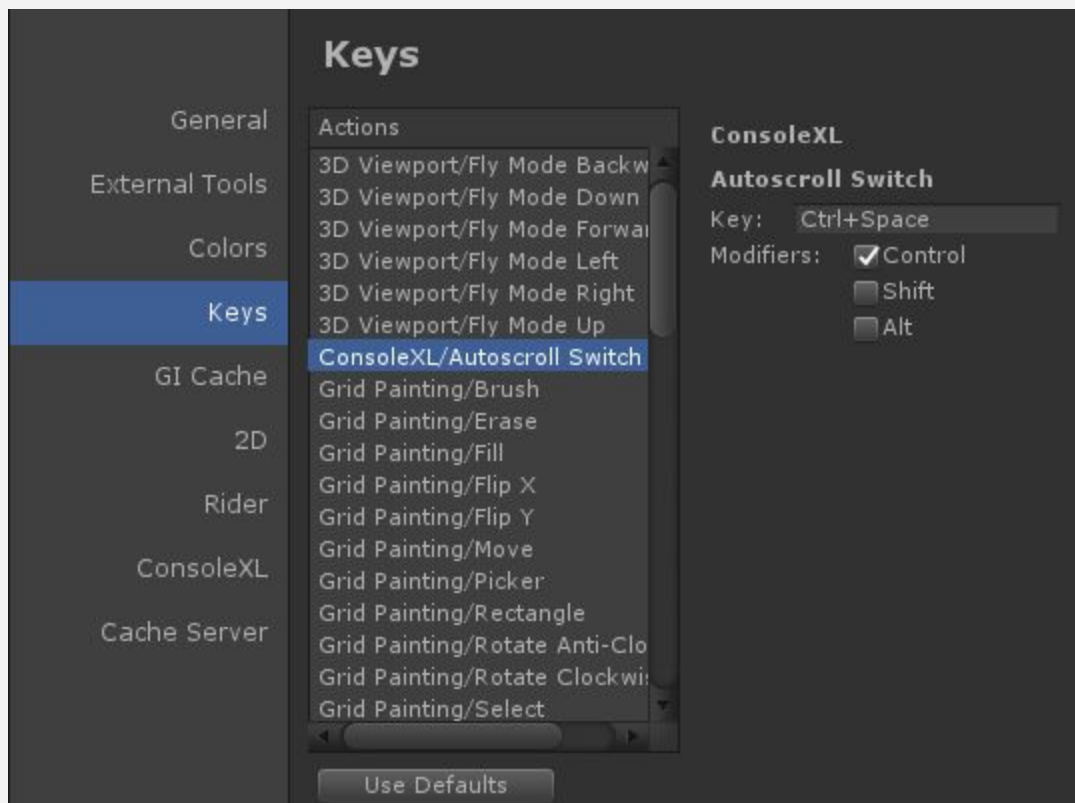 Keys
General
External Tools
Colors
Keys
GI Cache
2D
Rider
ConsoleXL
Cache Server
Actions
3D Viewport/Fly Mode Backw
3D Viewport/Fly Mode Down
3D Viewport/Fly Mode Forwar
3D Viewport/Fly Mode Left
3D Viewport/Fly Mode Right
3D Viewport/Fly Mode Up
ConsoleXL/Autoscroll Switch
Grid Painting/Brush
Grid Painting/Erase
Grid Painting/Fill
Grid Painting/Flip X
Grid Painting/Flip Y
Grid Painting/Move
Grid Painting/Picker
Grid Painting/Rectangle
Grid Painting/Rotate Anti-Clo
Grid Painting/Rotate Clockwis
Grid Painting/Select
Use Defaults
ConsoleXL
Autoscroll Switch
Key: Ctrl+Space
Modifiers: Control
Shift
Alt